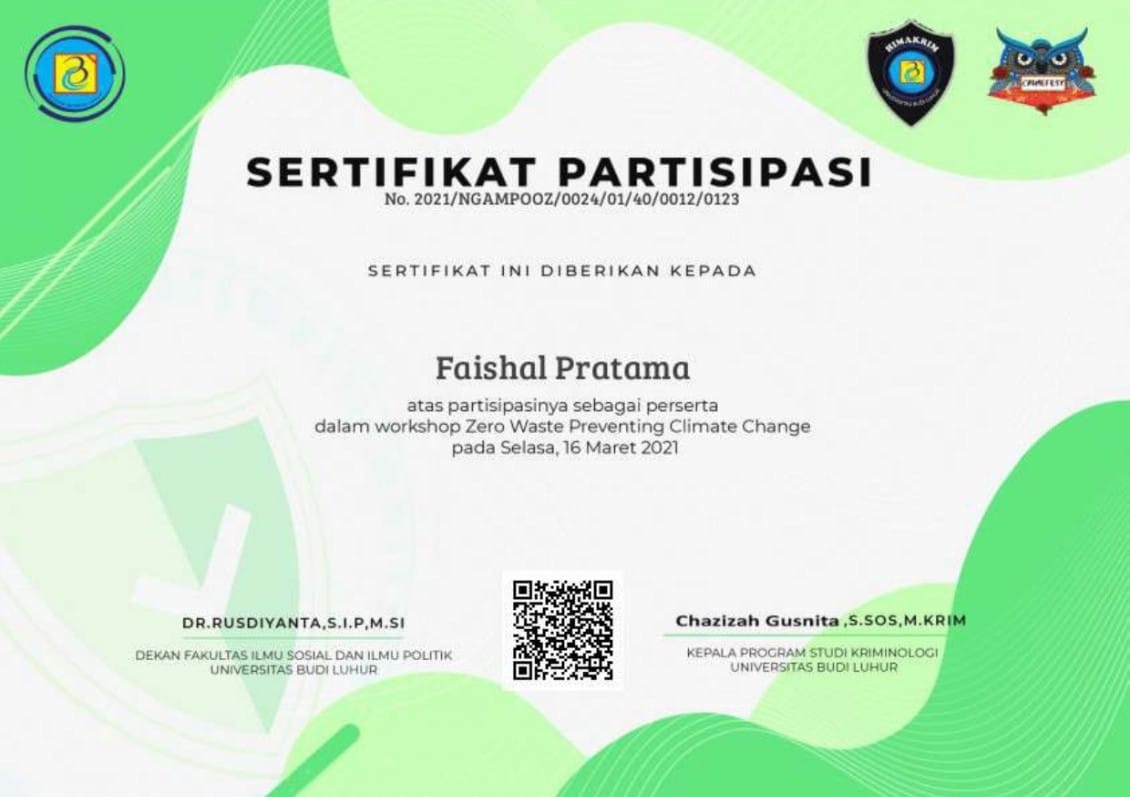 HIMAKRIM
UNIVERSITAS BUDI LUHUR
CRIMEFEST
SERTIFIKAT PARTISIPASI
No. 2021/NGAMPOOZ/0024/01/40/0012/0123
SERTIFIKAT INI DIBERIKAN KEPADA
Faishal Pratama
atas partisipasinya sebagai perserta
dalam workshop Zero Waste Preventing Climate Change
pada Selasa, 16 Maret 2021
DR.RUSDIYANTA,S.I.P,M.SI
DEKAN FAKULTAS ILMU SOSIAL DAN ILMU POLITIK
UNIVERSITAS BUDI LUHUR
Chazizah Gusnita ,S.SOS,M.KRIM
KEPALA PROGRAM STUDI KRIMINOLOGI
UNIVERSITAS BUDI LUHUR